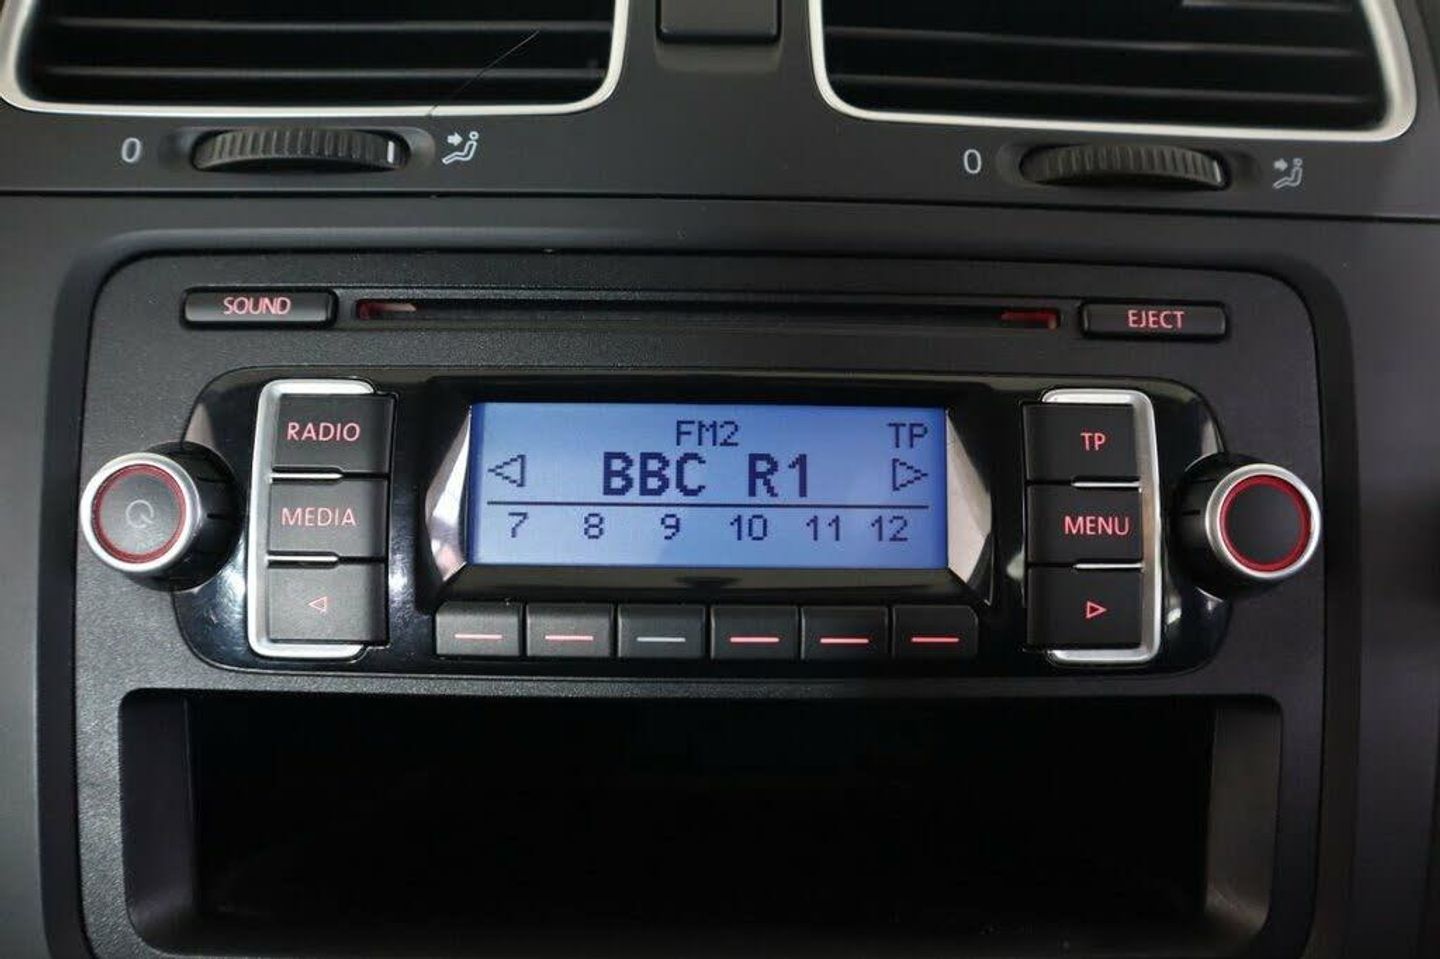 0
0
SOUND
EJECT
RADIO
FM2
TP
TP
BBC R1
MEDIA
7 8 9 10 11 12
MENU